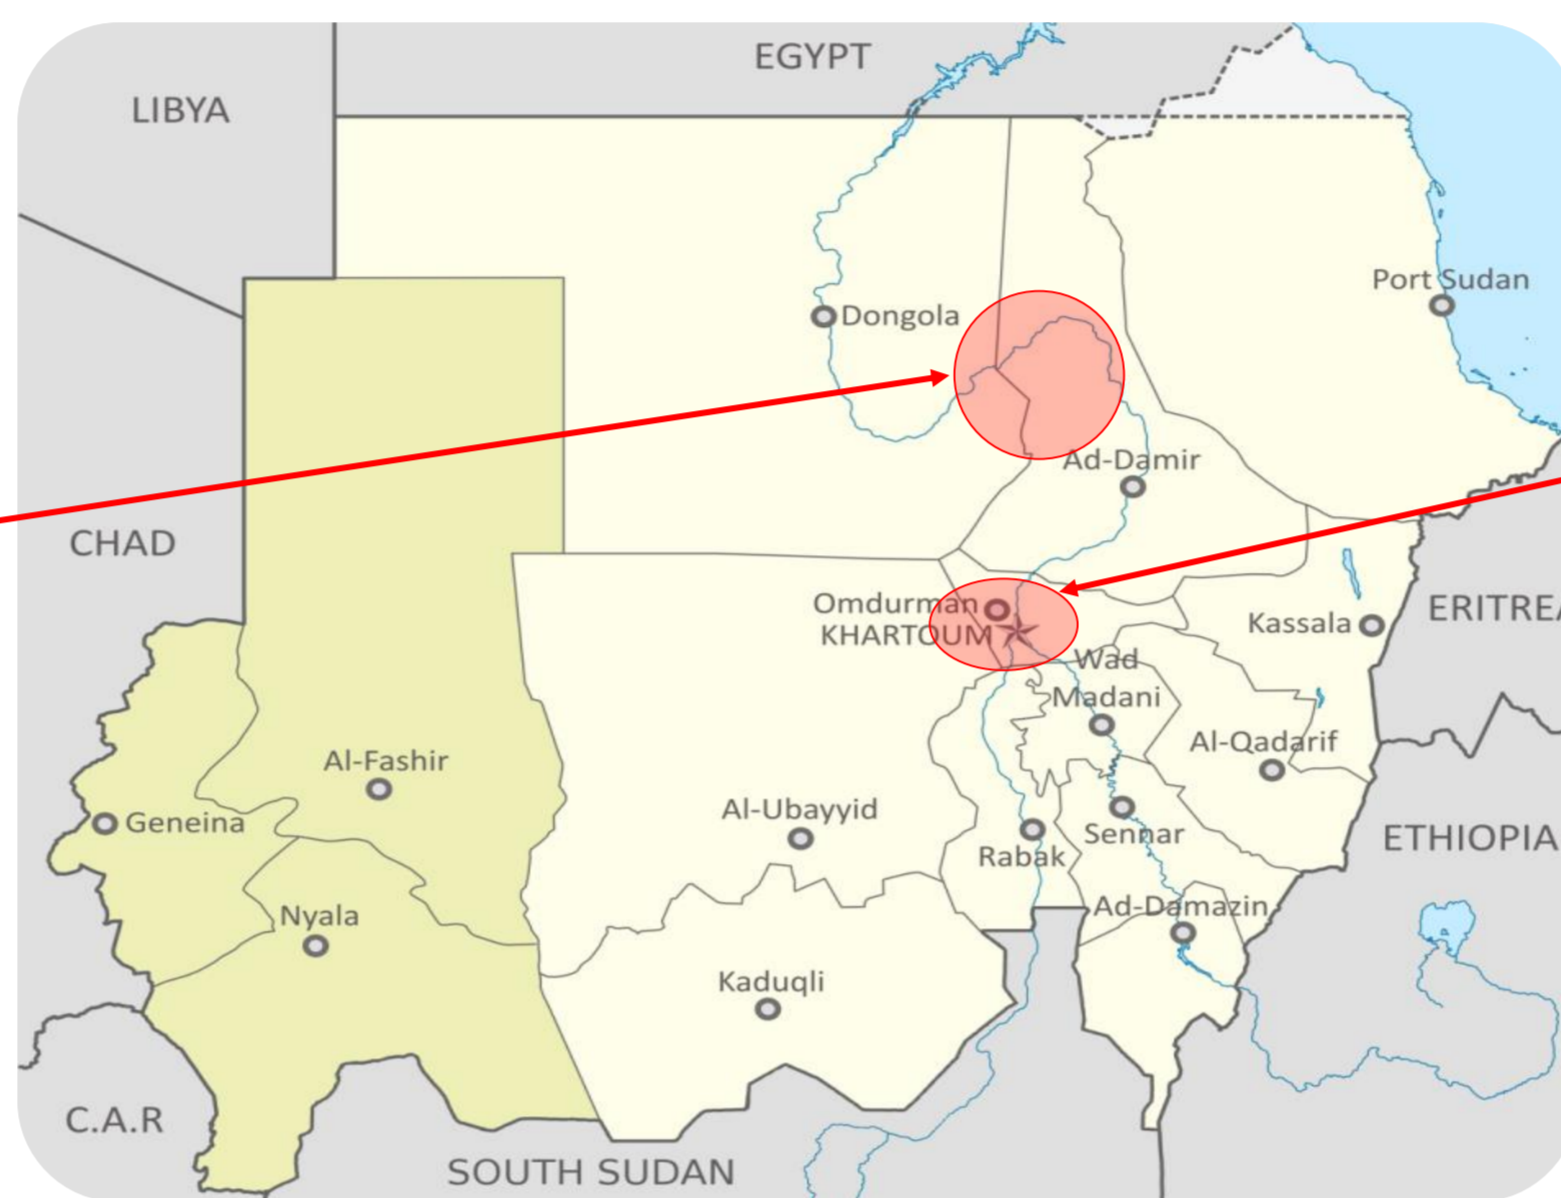 EGYPT
LIBYA
Port Sudan
Dongola
Ad-Damir
CHAD
Omdurman
KHARTOUM
Kassala
ERITREA
Wad
Madani
Al-Qadarif
Al-Fashir
Geneina
Al-Ubayyid
Sennar
Rabak
ETHIOPIA
Nyala
Ad-Damazin
Kaduqli
C.A.R
SOUTH SUDAN